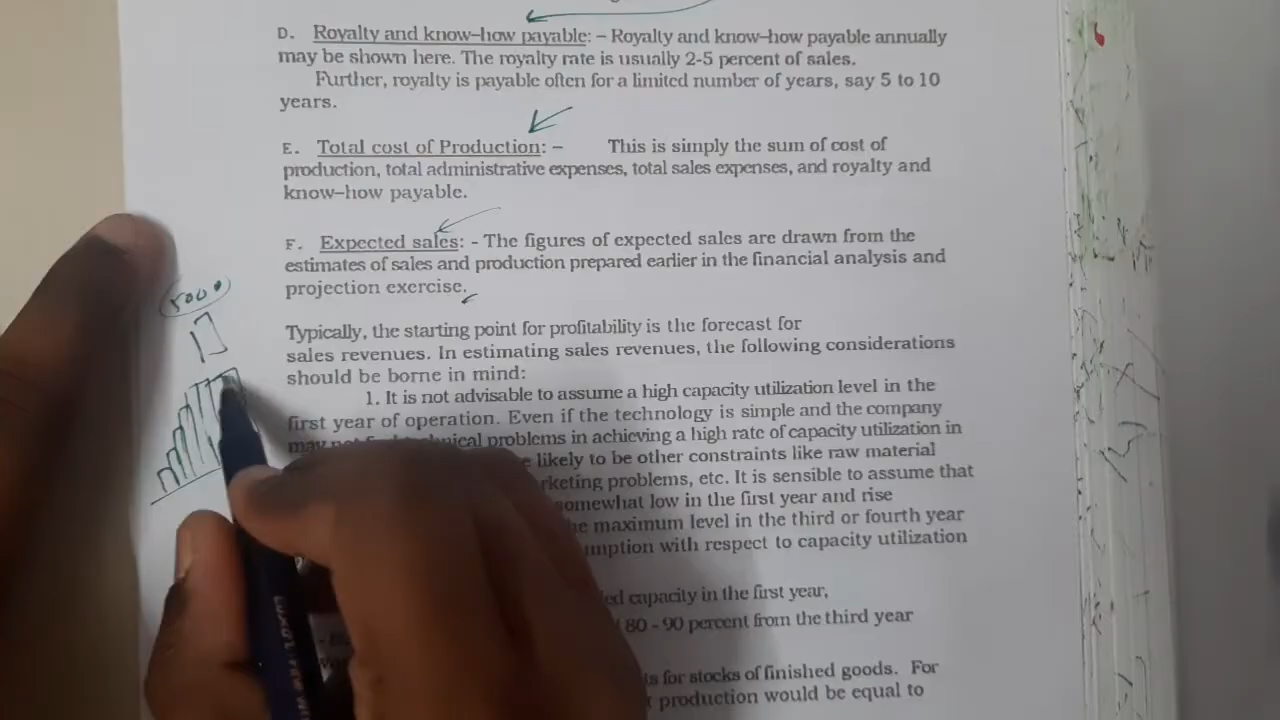 D. Royalty and know–how payable: – Royalty and know–how payable annually
may be shown here. The royalty rate is usually 2-5 percent of sales.
Further, royalty is payable often for a limited number of years, say 5 to 10
years.
E. Total cost of Production: – This is simply the sum of cost of
production, total administrative expenses, total sales expenses, and royalty and
know–how payable.
F. Expected sales: - The figures of expected sales are drawn from the
estimates of sales and production prepared earlier in the financial analysis and
projection exercise.
5000
Typically, the starting point for profitability is the forecast for
sales revenues. In estimating sales revenues, the following considerations
should be borne in mind:
1. It is not advisable to assume a high capacity utilization level in the
first year of operation. Even if the technology is simple and the company
may not problems in achieving a high rate of capacity utilization in
likely to be other constraints like raw material
problems, etc. It is sensible to assume that
somewhat low in the first year and rise
maximum level in the third or fourth year
with respect to capacity utilization
capacity in the first year,
80 - 90 percent from the third year
for stocks of finished goods. For
production would be equal to